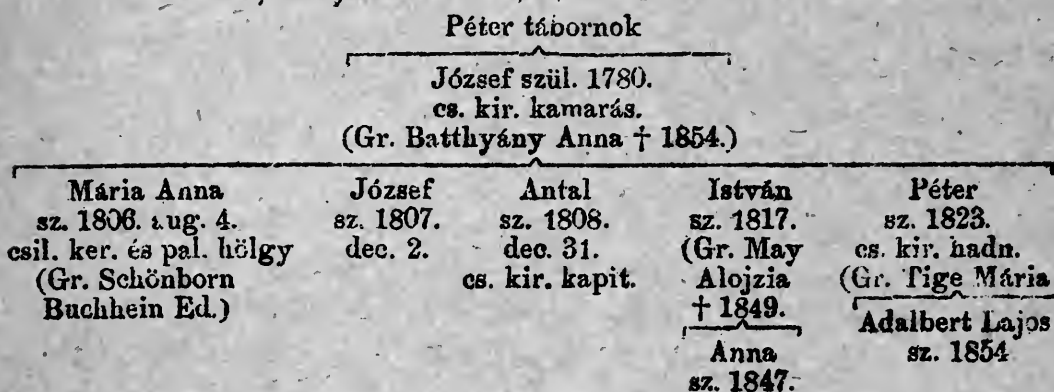 Péter tábornok
József szül. 1780.
cs. kir. kamarás.
(Gr. Batthyány Anna † 1854.)
Mária Anna
sz. 1806. aug. 4.
csil. ker. és pal. hölgy
(Gr. Schönborn
Buchhein Ed.)
József
sz. 1807.
dec. 2.
Antal
sz. 1808.
dec. 31.
cs. kir. kapit.
István
sz. 1817.
(Gr. May
Alojzia
† 1849.
Anna
sz. 1847.
Péter
sz. 1823.
cs. kir. hadn.
(Gr. Tige Mária
Adalbert Lajos
sz. 1854